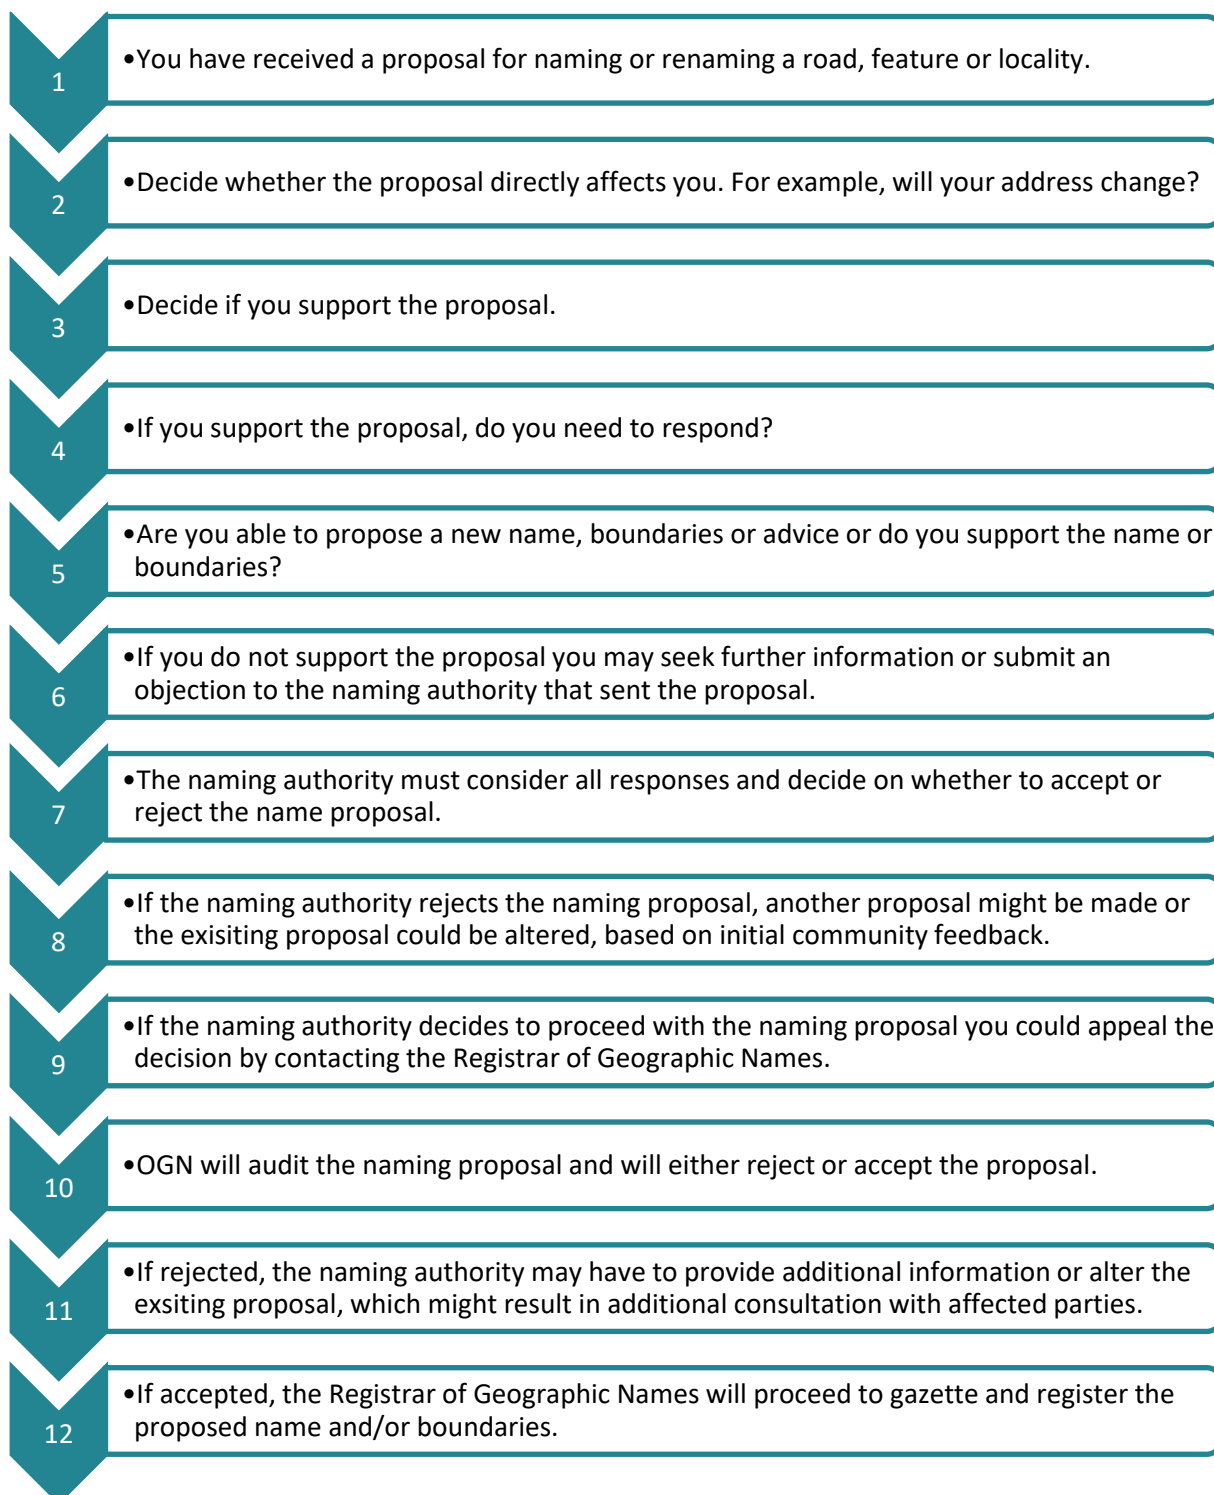 1
•You have received a proposal for naming or renaming a road, feature or locality.
2
•Decide whether the proposal directly affects you. For example, will your address change?
3
•Decide if you support the proposal.
4
•If you support the proposal, do you need to respond?
5
•Are you able to propose a new name, boundaries or advice or do you support the name or
boundaries?
6
•If you do not support the proposal you may seek further information or submit an
objection to the naming authority that sent the proposal.
7
•The naming authority must consider all responses and decide on whether to accept or
reject the name proposal.
8
•If the naming authority rejects the naming proposal, another proposal might be made or
the exisiting proposal could be altered, based on initial community feedback.
9
•If the naming authority decides to proceed with the naming proposal you could appeal the
decision by contacting the Registrar of Geographic Names.
10
•OGN will audit the naming proposal and will either reject or accept the proposal.
11
•If rejected, the naming authority may have to provide additional information or alter the
exsiting proposal, which might result in additional consultation with affected parties.
12
•If accepted, the Registrar of Geographic Names will proceed to gazette and register the
proposed name and/or boundaries.